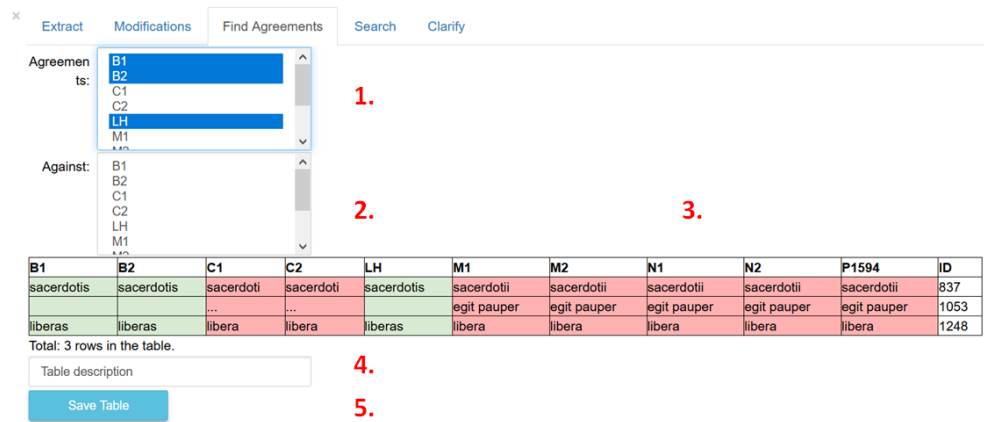 ×
Extract Modifications Find Agreements Search Clarify
Agreemen
ts:
B1
B2
C1
C2
LH
M1
1.
Against:
B1
B2
C1
C2
LH
M1
2.
3.
B1 B2 C1 C2 LH M1 M2 N1 N2 P1594 ID
sacerdotis sacerdotis sacerdoti sacerdoti sacerdotis sacerdotii sacerdotii sacerdotii sacerdotii sacerdotii 837
... ... egit pauper egit pauper egit pauper egit pauper egit pauper 1053
liberas liberas libera libera liberas libera libera libera libera libera 1248
Total: 3 rows in the table.
Table description
4.
Save Table
5.